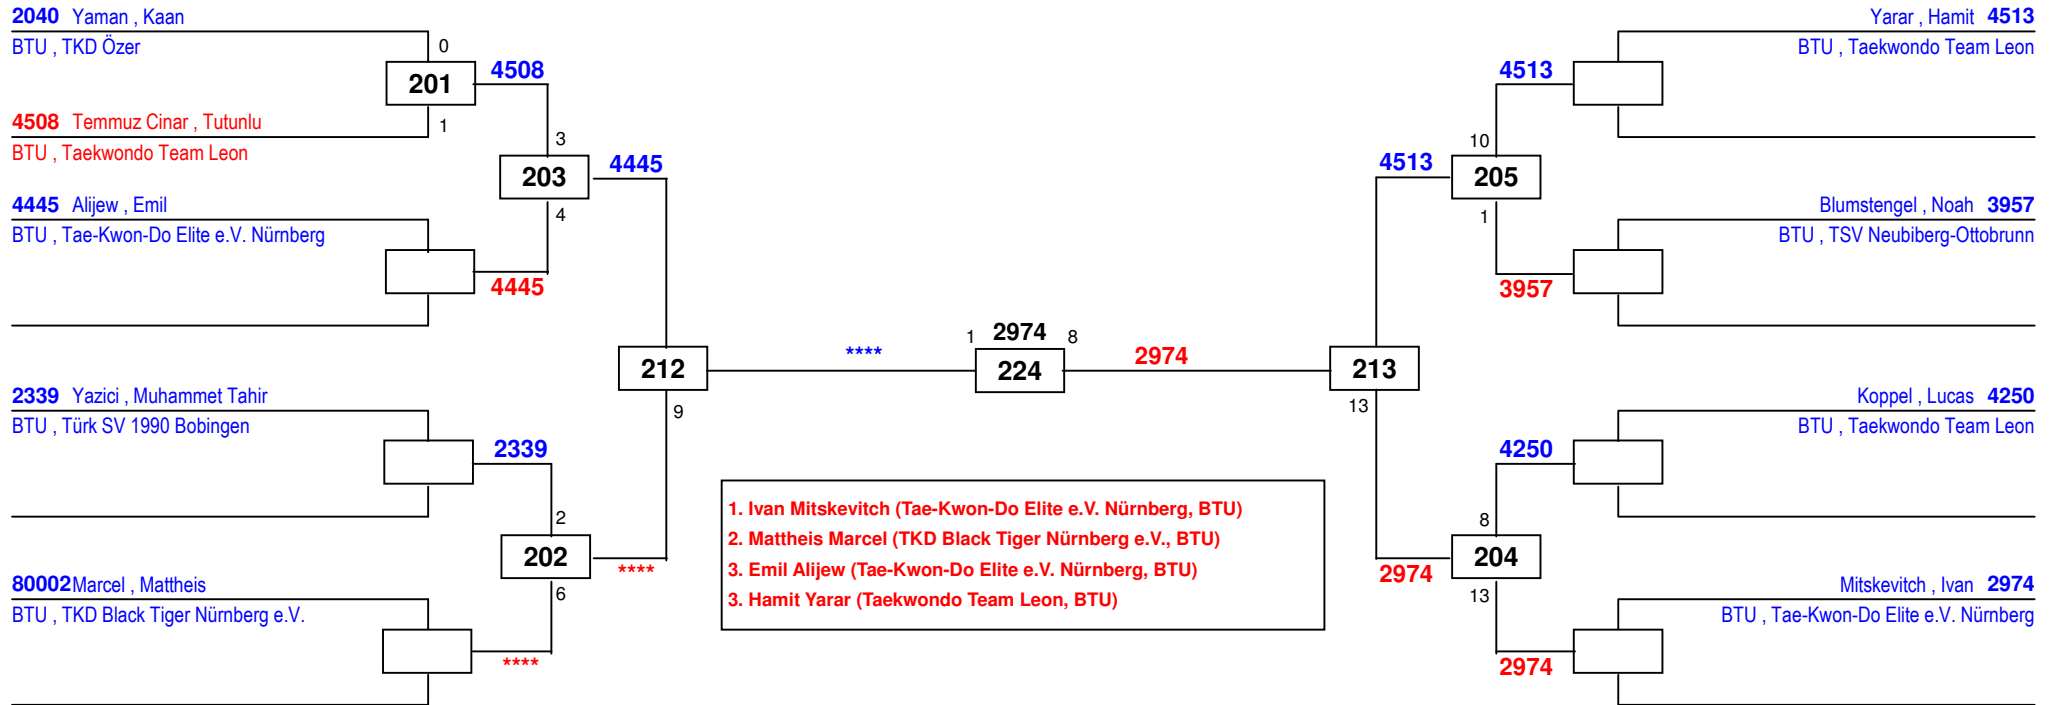 2040 Yaman , Kaan
BTU , TKD Özer
0
201
4508
1
4508 Temmuz Cinar , Tutunlu
BTU , Taekwondo Team Leon
3
203
4445
4
4445 Alijew , Emil
BTU , Tae-Kwon-Do Elite e.V. Nürnberg
4445
212
9
2339 Yazici , Muhammet Tahir
BTU , Türk SV 1990 Bobingen
2339
2
202
****
6
80002 Marcel , Mattheis
BTU , TKD Black Tiger Nürnberg e.V.
****
****
1 2974 8
224
2974
1. Ivan Mitskevitch (Tae-Kwon-Do Elite e.V. Nürnberg, BTU)
2. Mattheis Marcel (TKD Black Tiger Nürnberg e.V., BTU)
3. Emil Alijew (Tae-Kwon-Do Elite e.V. Nürnberg, BTU)
3. Hamit Yarar (Taekwondo Team Leon, BTU)
Yarar , Hamit 4513
BTU , Taekwondo Team Leon
4513
10
4513
205
1
Blumstengel , Noah 3957
BTU , TSV Neubiberg-Ottobrunn
3957
213
13
Koppel , Lucas 4250
BTU , Taekwondo Team Leon
4250
8
204
2974
13
Mitskevitch , Ivan 2974
BTU , Tae-Kwon-Do Elite e.V. Nürnberg
2974